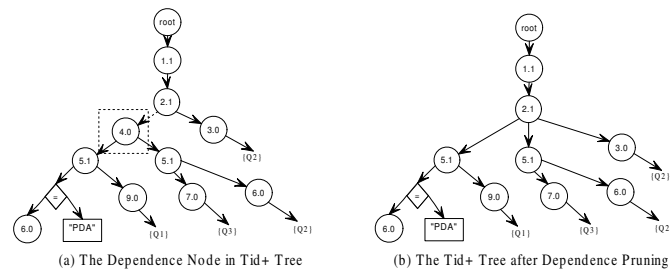 root
root
1.1
1.1
2.1
2.1
4.0
3.0
3.0
{Q2}
{Q2}
5.1
5.1
5.1
5.1
=
9.0
7.0
6.0
=
9.0
7.0
6.0
6.0
"PDA"
{Q1}
{Q3}
{Q2}
6.0
"PDA"
{Q1}
{Q3}
{Q2}
(a) The Dependence Node in Tid+ Tree
(b) The Tid+ Tree after Dependence Pruning